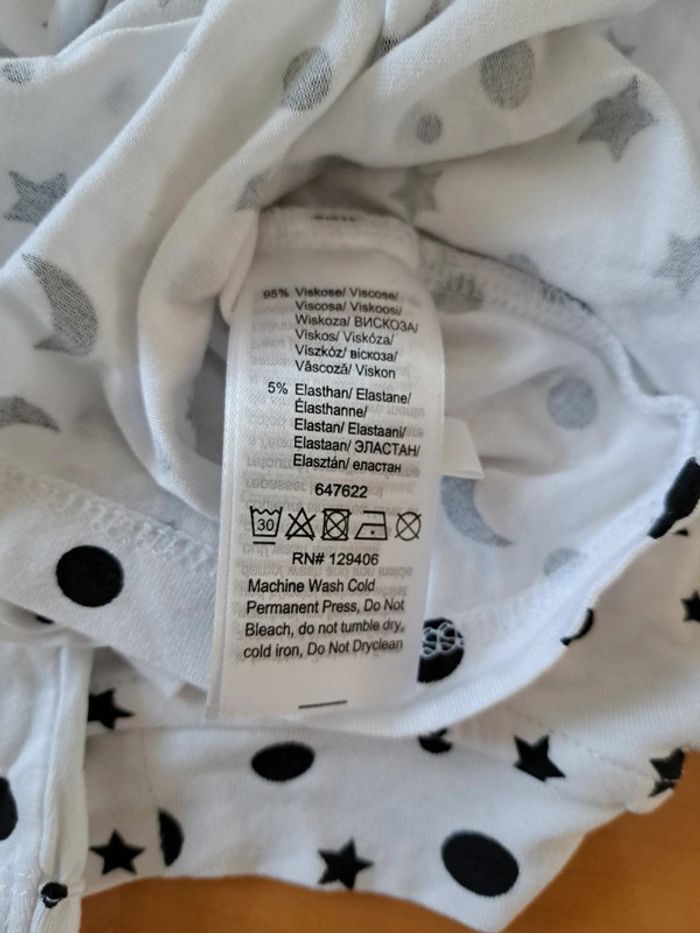 95% Viskose/ Viscose/
Viscosa/ Viskoosi/
Wiskoza/ ВИСКОЗА/
Viskos/ Viskóza/
Viszkóz/ віскоза/
Vâscoză/ Viskon
5% Elasthan/ Elastane/
Élasthanne/
Elastan/ Elastaani/
Elastaan/ ЭЛАСТАН/
Elasztán/ еластан
647622
30
RN# 129406
Machine Wash Cold
Permanent Press, Do Not
Bleach, do not tumble dry,
cold iron, Do Not Dryclean